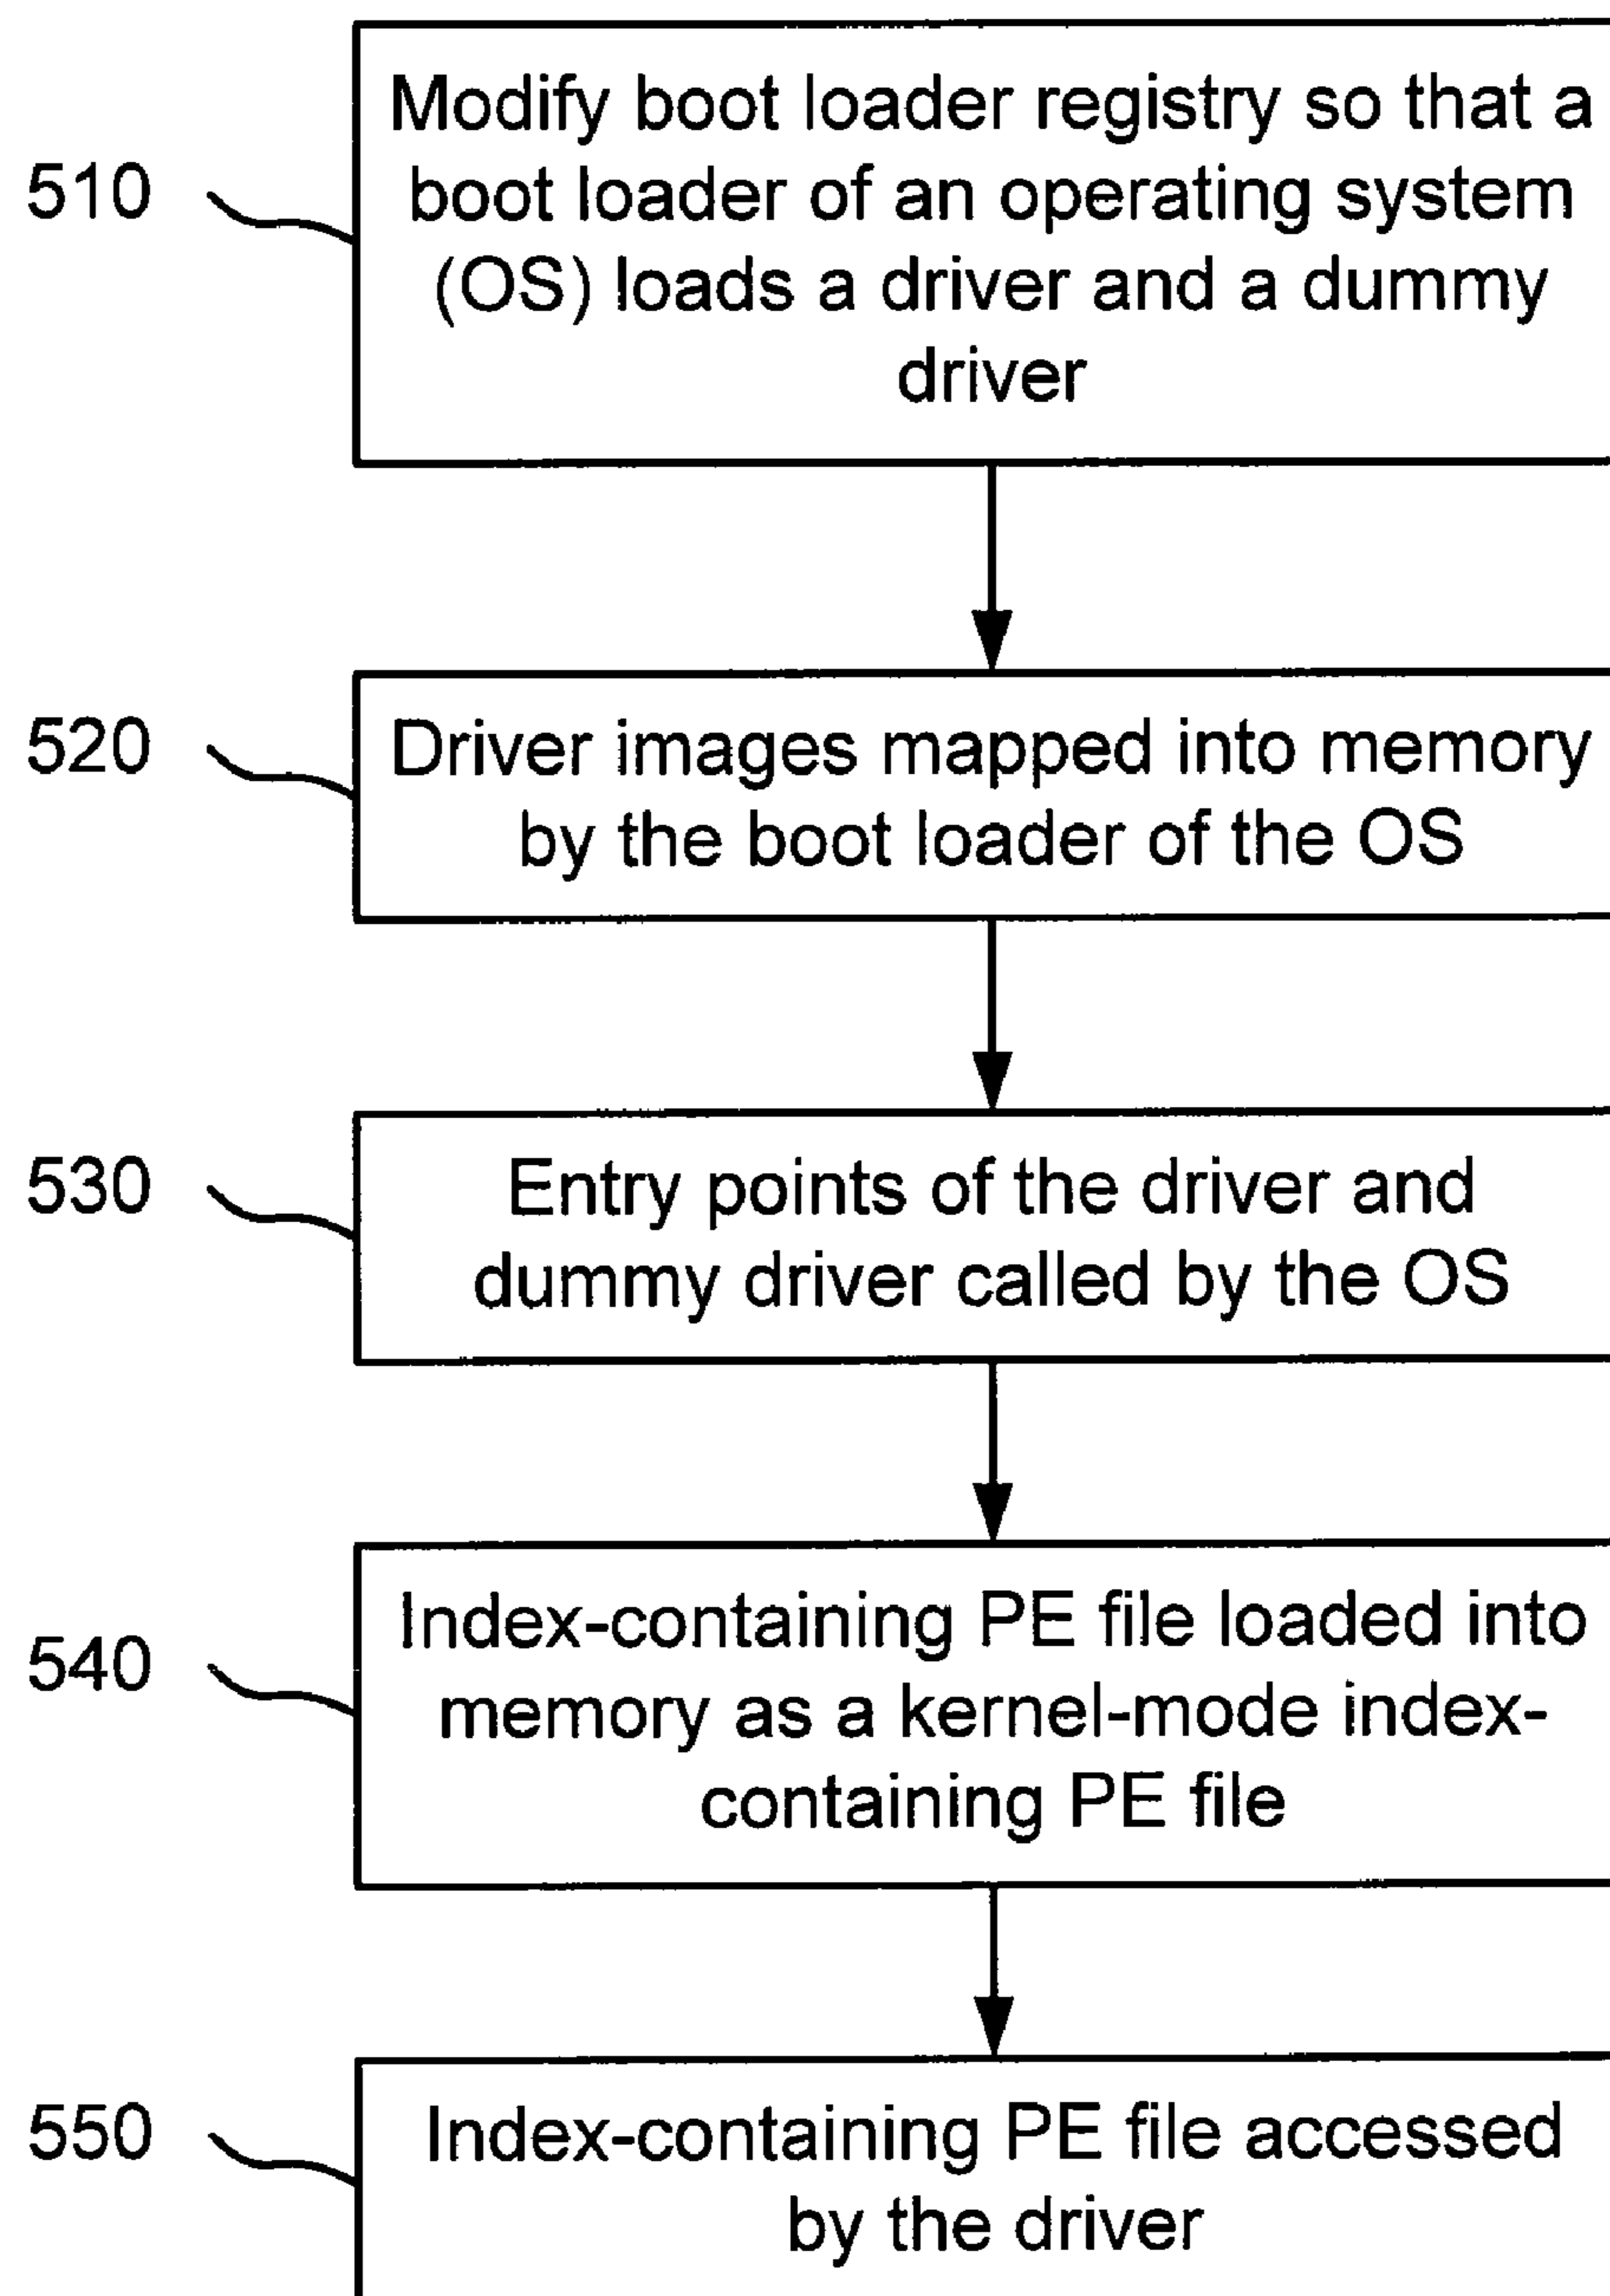 510
Modify boot loader registry so that a
boot loader of an operating system
(OS) loads a driver and a dummy
driver
520
Driver images mapped into memory
by the boot loader of the OS
530
Entry points of the driver and
dummy driver called by the OS
540
Index-containing PE file loaded into
memory as a kernel-mode index-
containing PE file
550
Index-containing PE file accessed
by the driver